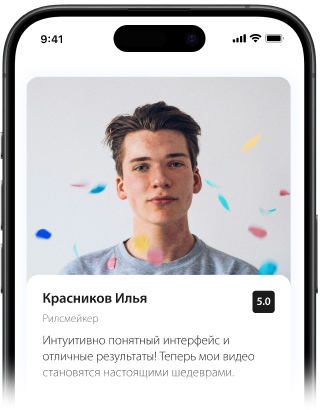 9:41
Красников Илья
5.0
Рилсмейкер
Интуитивно понятный интерфейс и
отличные результаты! Теперь мои видео
становятся настоящими шедеврами.